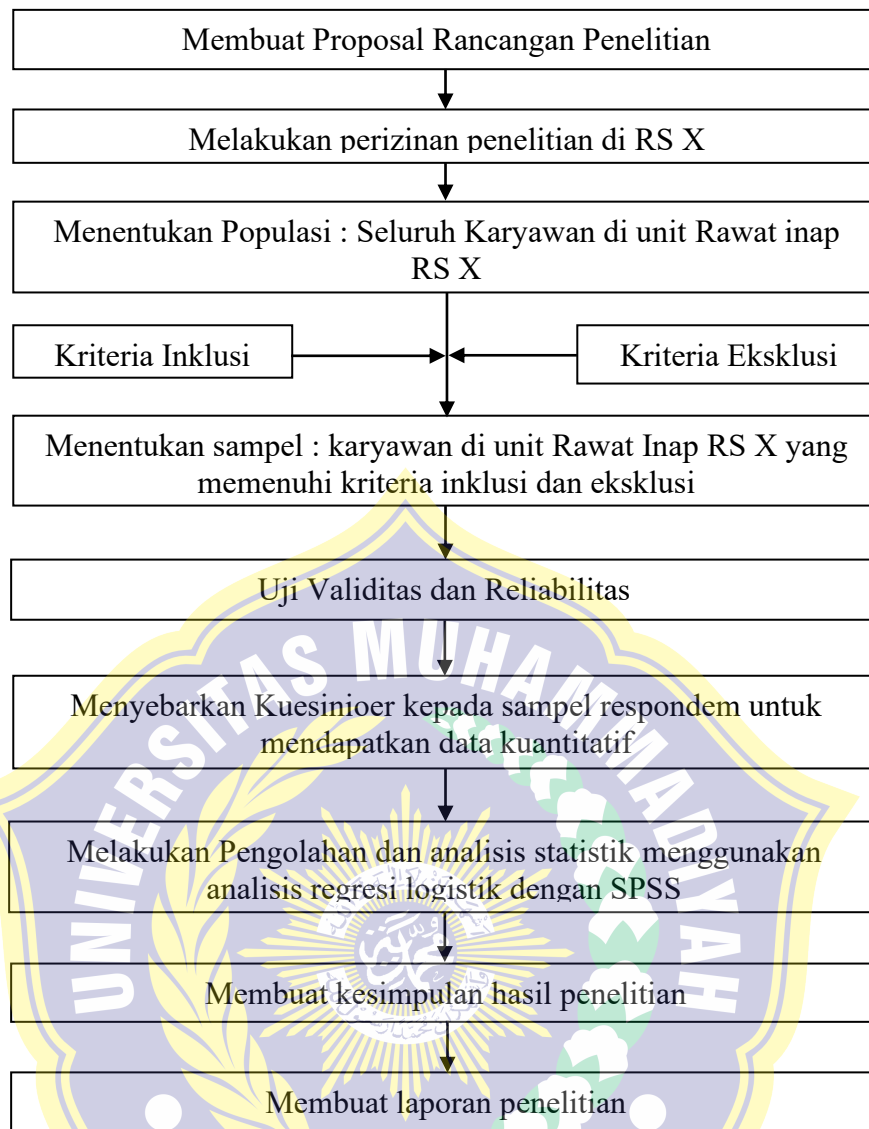 Membuat Proposal Rancangan Penelitian
Melakukan perizinan penelitian di RS X
Menentukan Populasi : Seluruh Karyawan di unit Rawat inap
RS X
Kriteria Inklusi
Kriteria Eksklusi
Menentukan sampel : karyawan di unit Rawat Inap RS X yang
memenuhi kriteria inklusi dan eksklusi
Uji Validitas dan Reliabilitas
Menyebarkan Kuesinioer kepada sampel respondem untuk
mendapatkan data kuantitatif
Melakukan Pengolahan dan analisis statistik menggunakan
analisis regresi logistik dengan SPSS
Membuat kesimpulan hasil penelitian
Membuat laporan penelitian
UNIVERSITAS MUHAMMADIYAH